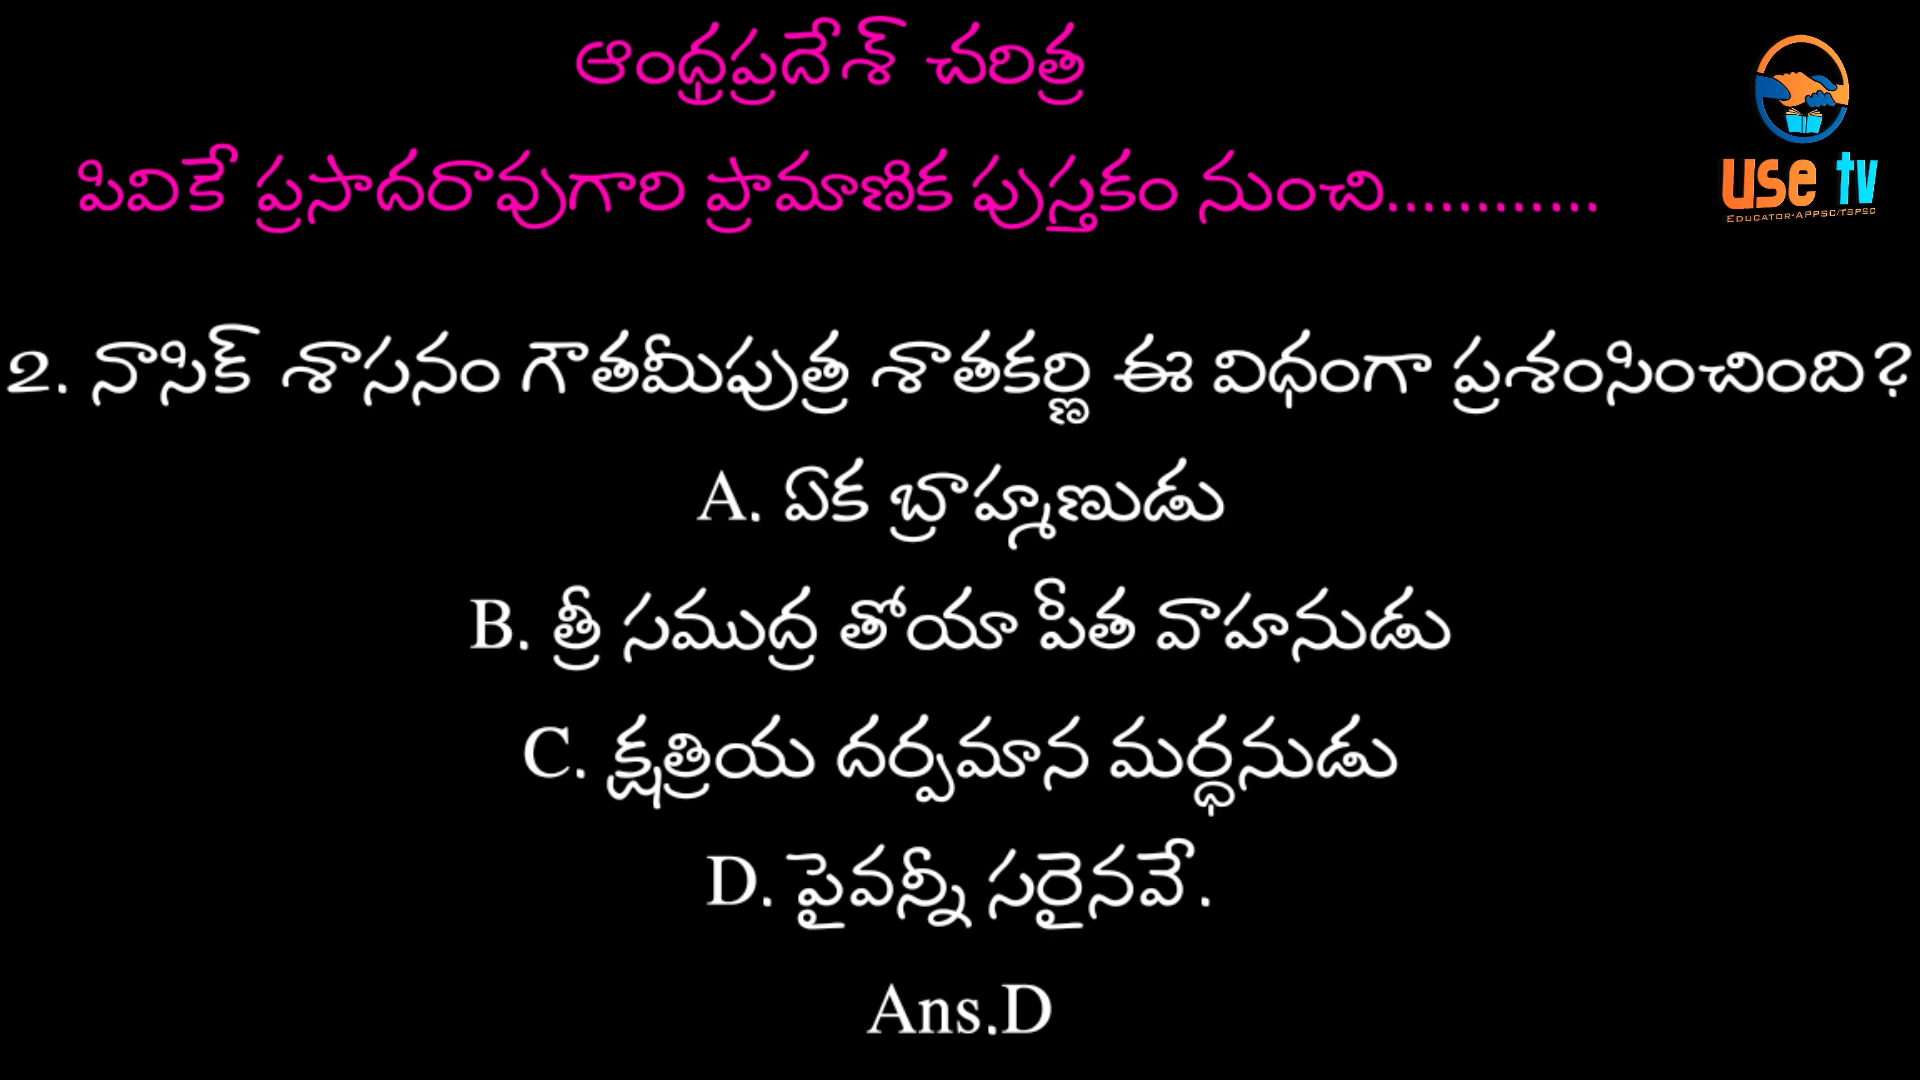 ఆంధ్రప్రదేశ్ చరిత్ర
పివికే ప్రసాదరావుగారి ప్రామాణిక పుస్తకం నుంచి............
use tv
EDUCATOR-APPSC/TSPSC
2. నాసిక్ శాసనం గౌతమీపుత్ర శాతకర్ణి ఈ విధంగా ప్రశంసించింది?
A. ఏక బ్రాహ్మణుడు
B. త్రీ సముద్ర తోయా పీత వాహనుడు
C. క్షత్రియ దర్పమాన మర్ధనుడు
D. పైవన్నీ సరైనవే.
Ans.D